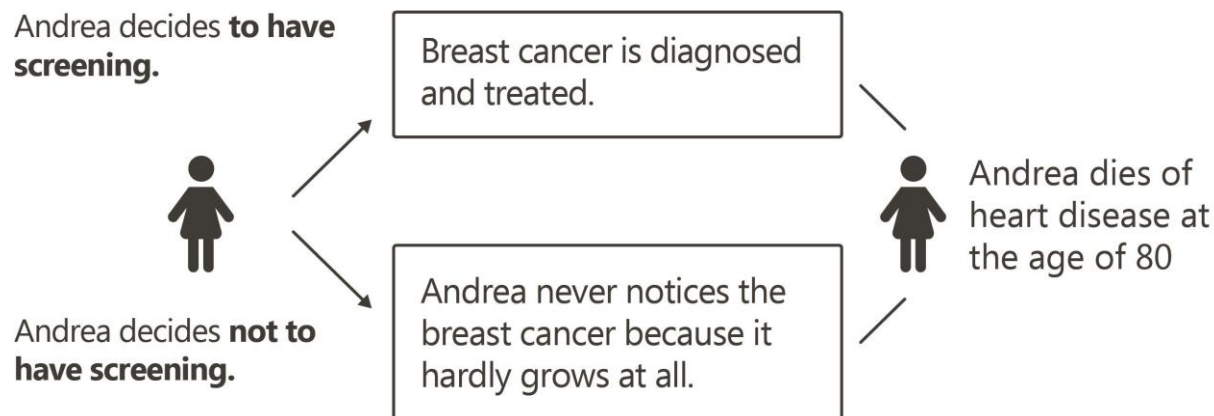 Andrea decides to have
screening.
Breast cancer is diagnosed
and treated.
Andrea dies of
heart disease at
the age of 80
Andrea decides not to
have screening.
Andrea never notices the
breast cancer because it
hardly grows at all.